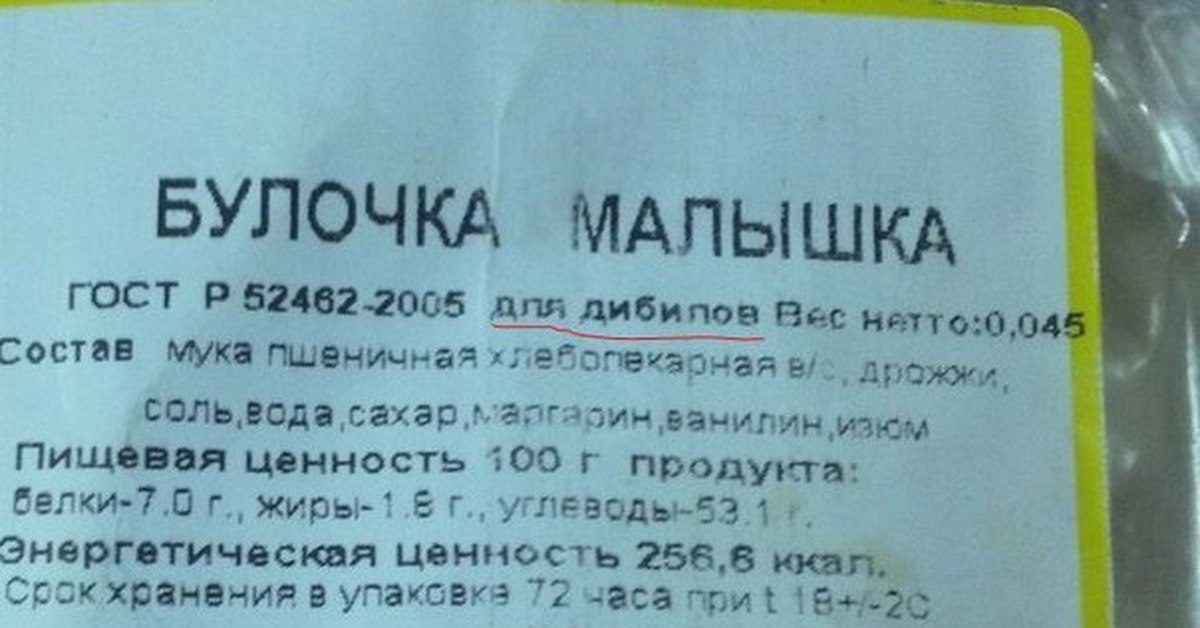 БУЛОЧКА МАЛЫШКА
ГОСТ Р 52462-2005 для дибилов Вес нетто:0,045
Состав мука пшеничная хлебопекарная в/с, дрожжи,
соль,вода,сахар,маргарин,ванилин,изюм
Пищевая ценность 100 г продукта:
белки-7.0 г., жиры-1.8 г., углеводы-53.1 г.
Энергетическая ценность 256,6 ккал.
Срок хранения в упаковке 72 часа при t 18+/-2С